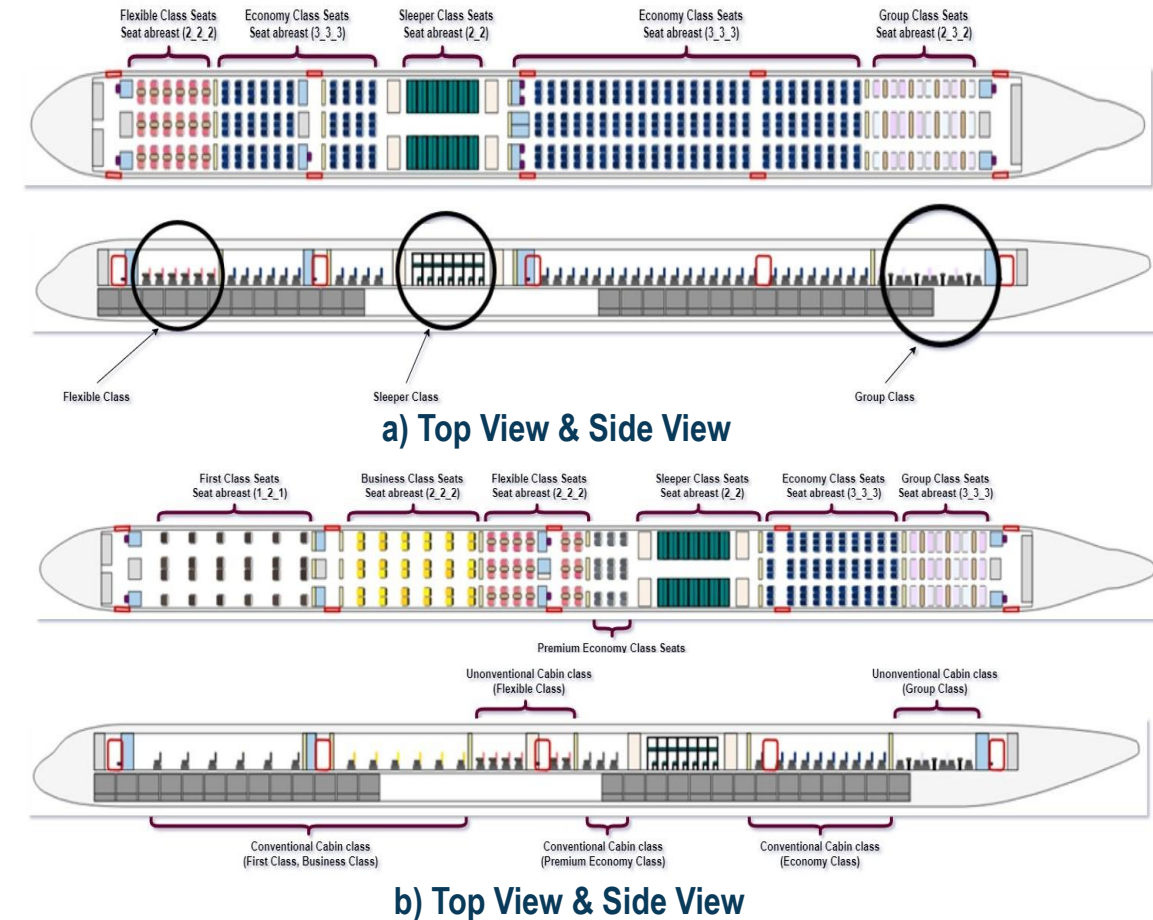 Flexible Class Seats
Seat abreast (2_2_2)
Economy Class Seats
Seat abreast (3_3_3)
Sleeper Class Seats
Seat abreast (2_2)
Economy Class Seats
Seat abreast (3_3_3)
Group Class Seats
Seat abreast (2_3_2)
Flexible Class
Sleeper Class
Group Class
a) Top View & Side View
First Class Seats
Seat abreast (1_2_1)
Business Class Seats
Seat abreast (2_2_2)
Flexible Class Seats
Seat abreast (2_2_2)
Sleeper Class Seats
Seat abreast (2_2)
Economy Class Seats
Seat abreast (3_3_3)
Group Class Seats
Seat abreast (3_3_3)
Premium Economy Class Seats
Unonventional Cabin class
(Flexible Class)
Unonventional Cabin class
(Group Class)
Conventional Cabin class
(First Class, Business Class)
Conventional Cabin class
(Premium Economy Class)
Conventional Cabin class
(Economy Class)
b) Top View & Side View